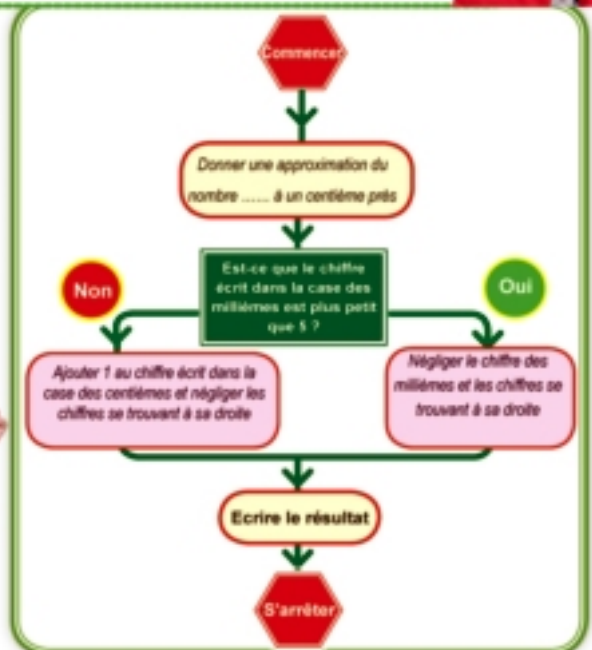 Commencer
Donner une approximation du
nombre ...... à un centième près
Est-ce que le chiffre
écrit dans la case des
millièmes est plus petit
que 5 ?
Non
Oui
Ajouter 1 au chiffre écrit dans la
case des centièmes et négliger les
chiffres se trouvant à sa droite
Négliger le chiffre des
millièmes et les chiffres se
trouvant à sa droite
Ecrire le résultat
S'arrêter